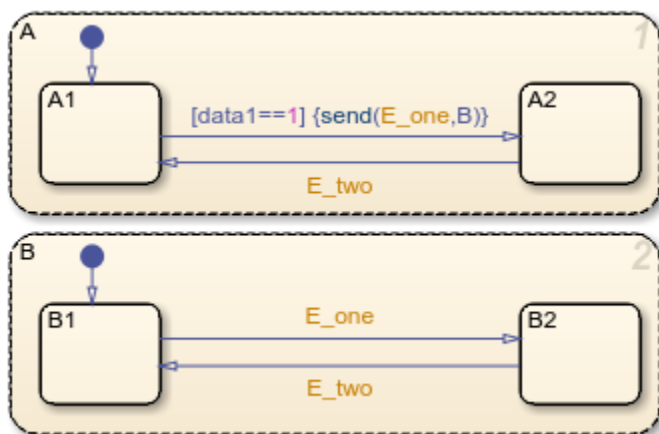 A
1
A1
[data1==1] {send(E_one,B)}
A2
E_two
B
2
B1
E_one
B2
E_two